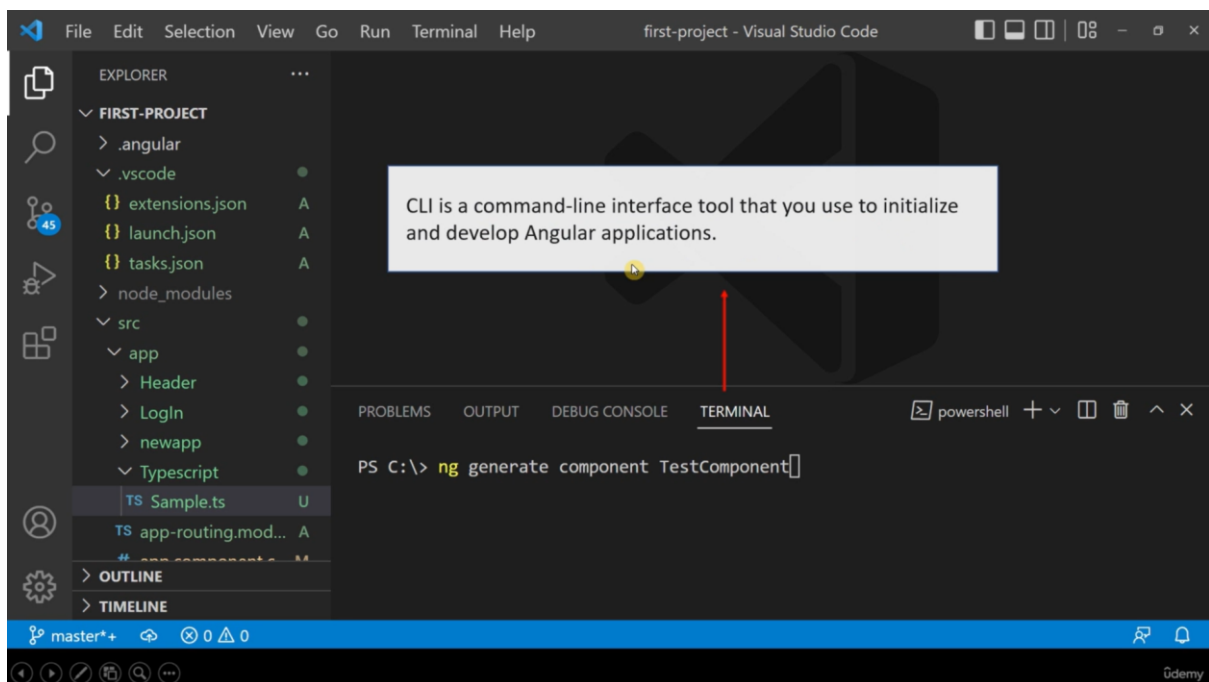 File Edit Selection View Go Run Terminal Help first-project - Visual Studio Code
EXPLORER ...
FIRST-PROJECT
.angular
.vscode
{} extensions.json A
{} launch.json A
{} tasks.json A
node_modules
src
app
Header
LogIn
newapp
Typescript
TS Sample.ts U
TS app-routing.mod... A
OUTLINE
TIMELINE
45
CLI is a command-line interface tool that you use to initialize
and develop Angular applications.
PROBLEMS OUTPUT DEBUG CONSOLE TERMINAL powershell
PS C:\> ng generate component TestComponent
master*+ 0 0
ûdemy